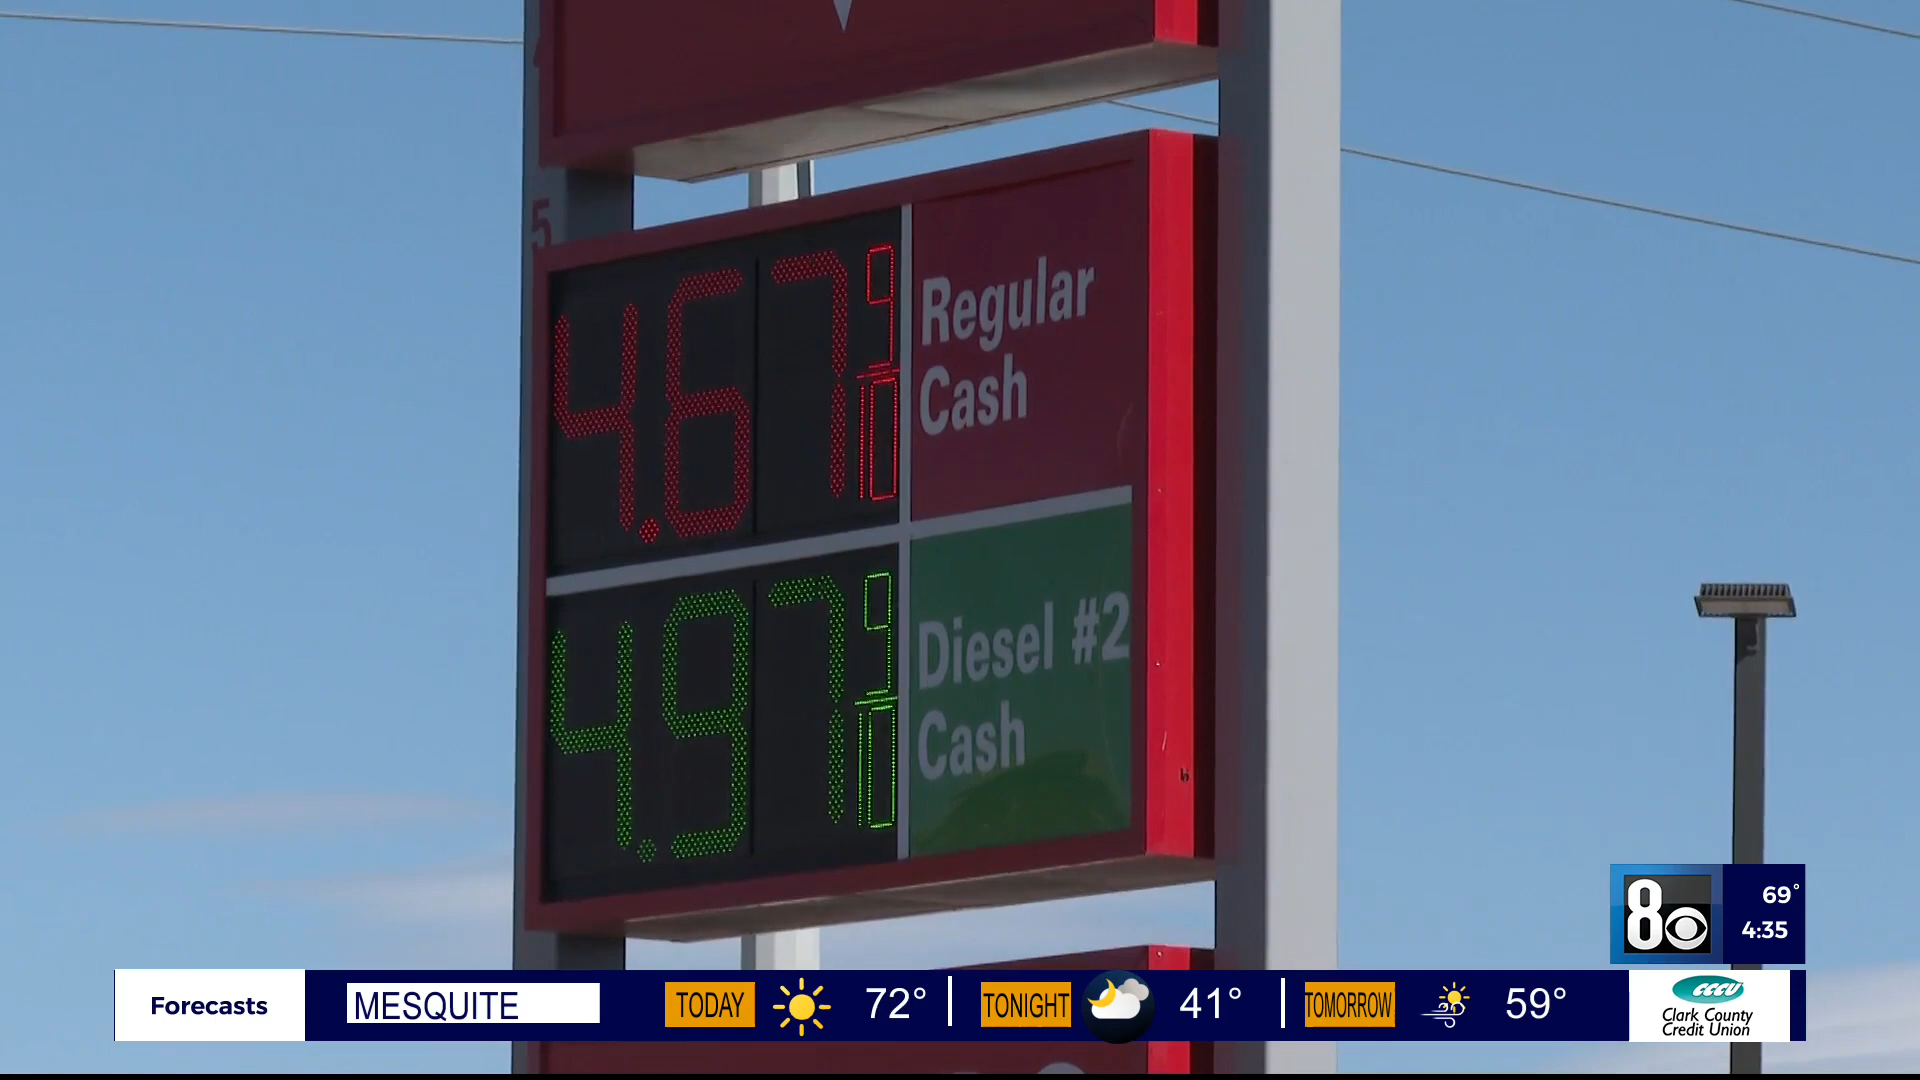 5
4.67 9/10
Regular
Cash
4.97 9/10
Diesel #2
Cash
8
69°
4:35
Forecasts
MESQUITE
TODAY
72°
TONIGHT
41°
TOMORROW
59°
CCCU
Clark County
Credit Union